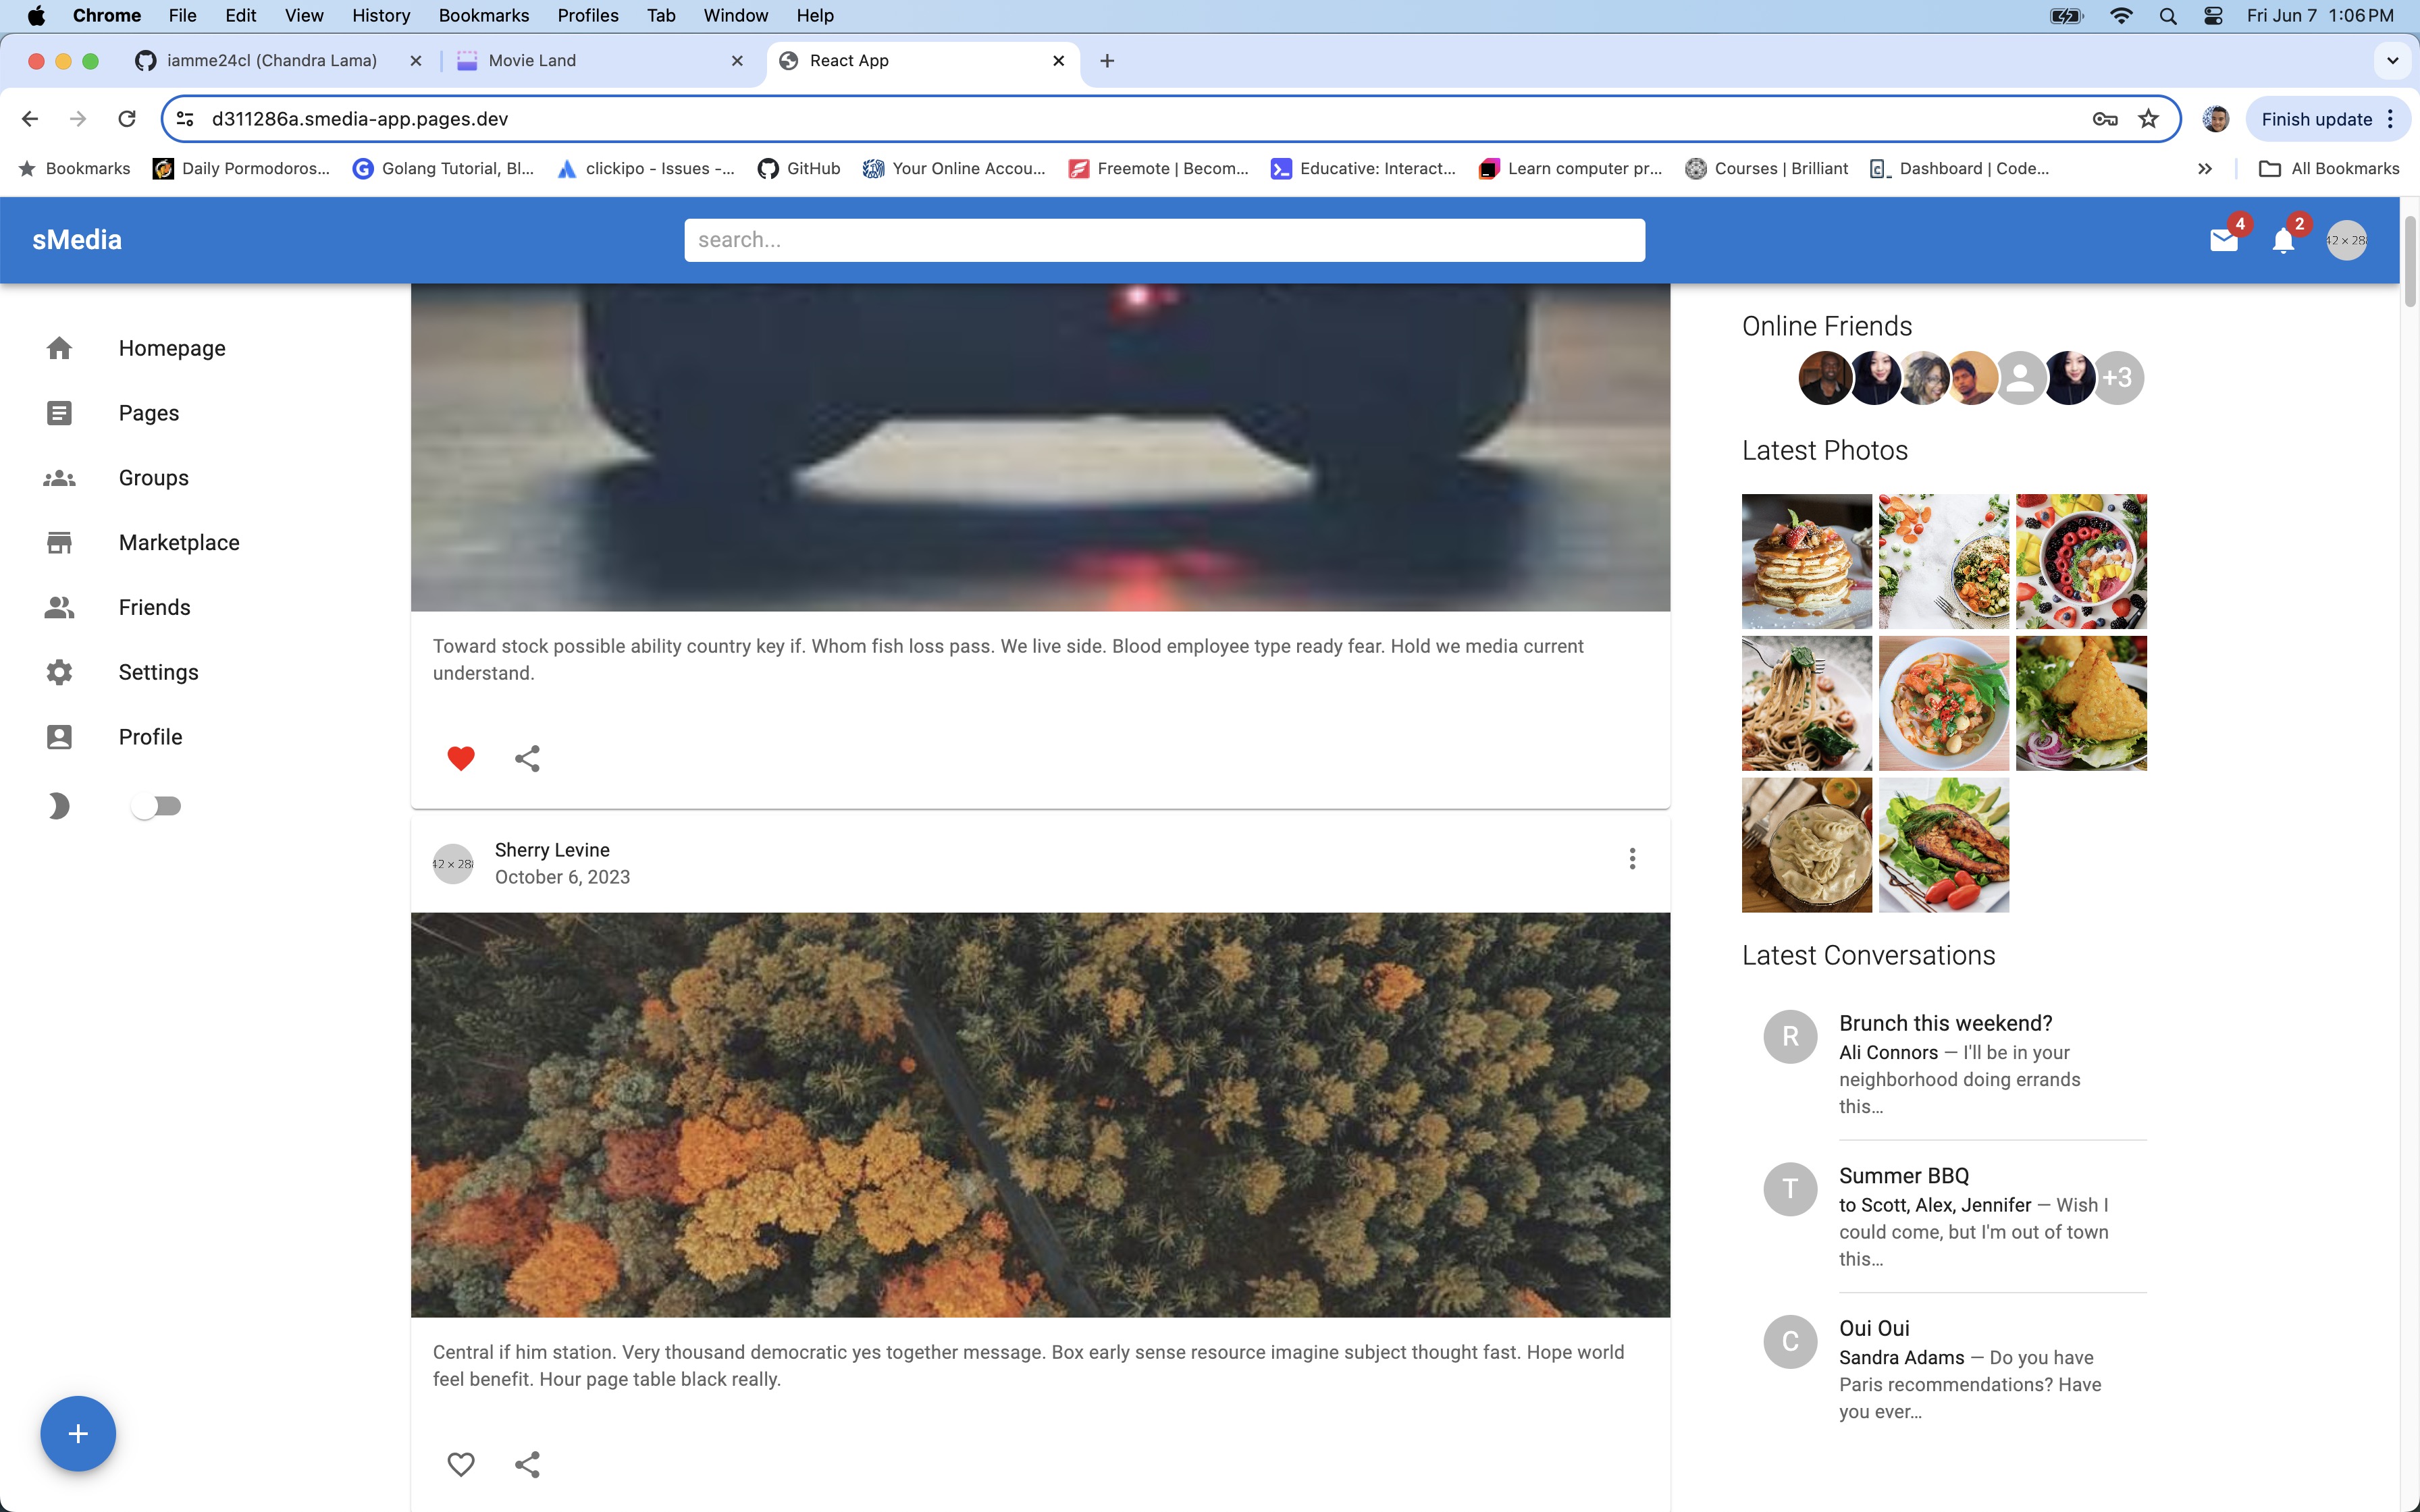 Chrome File Edit View History Bookmarks Profiles Tab Window Help Fri Jun 7 1:06 PM
iamme24cl (Chandra Lama) Movie Land React App
d311286a.smedia-app.pages.dev Finish update
Bookmarks Daily Pormodoros... Golang Tutorial, Bl... clickipo - Issues -... GitHub Your Online Accou... Freemote | Becom... Educative: Interact... Learn computer pr... Courses | Brilliant Dashboard | Code... All Bookmarks
sMedia search... 4 2 42 × 28
Homepage
Pages
Groups
Marketplace
Friends
Settings
Profile
Toward stock possible ability country key if. Whom fish loss pass. We live side. Blood employee type ready fear. Hold we media current
understand.
42 × 28
Sherry Levine
October 6, 2023
Central if him station. Very thousand democratic yes together message. Box early sense resource imagine subject thought fast. Hope world
feel benefit. Hour page table black really.
Online Friends
+3
Latest Photos
Latest Conversations
R
Brunch this weekend?
Ali Connors — I'll be in your
neighborhood doing errands
this...
T
Summer BBQ
to Scott, Alex, Jennifer — Wish I
could come, but I'm out of town
this...
C
Oui Oui
Sandra Adams — Do you have
Paris recommendations? Have
you ever...